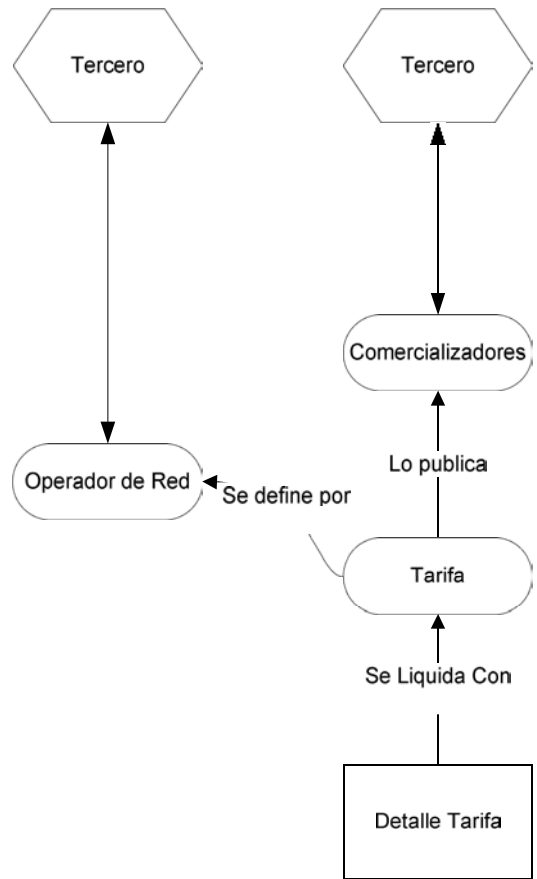 Tercero
Tercero
Comercializadores
Lo publica
Operador de Red
Se define por
Tarifa
Se Liquida Con
Detalle Tarifa